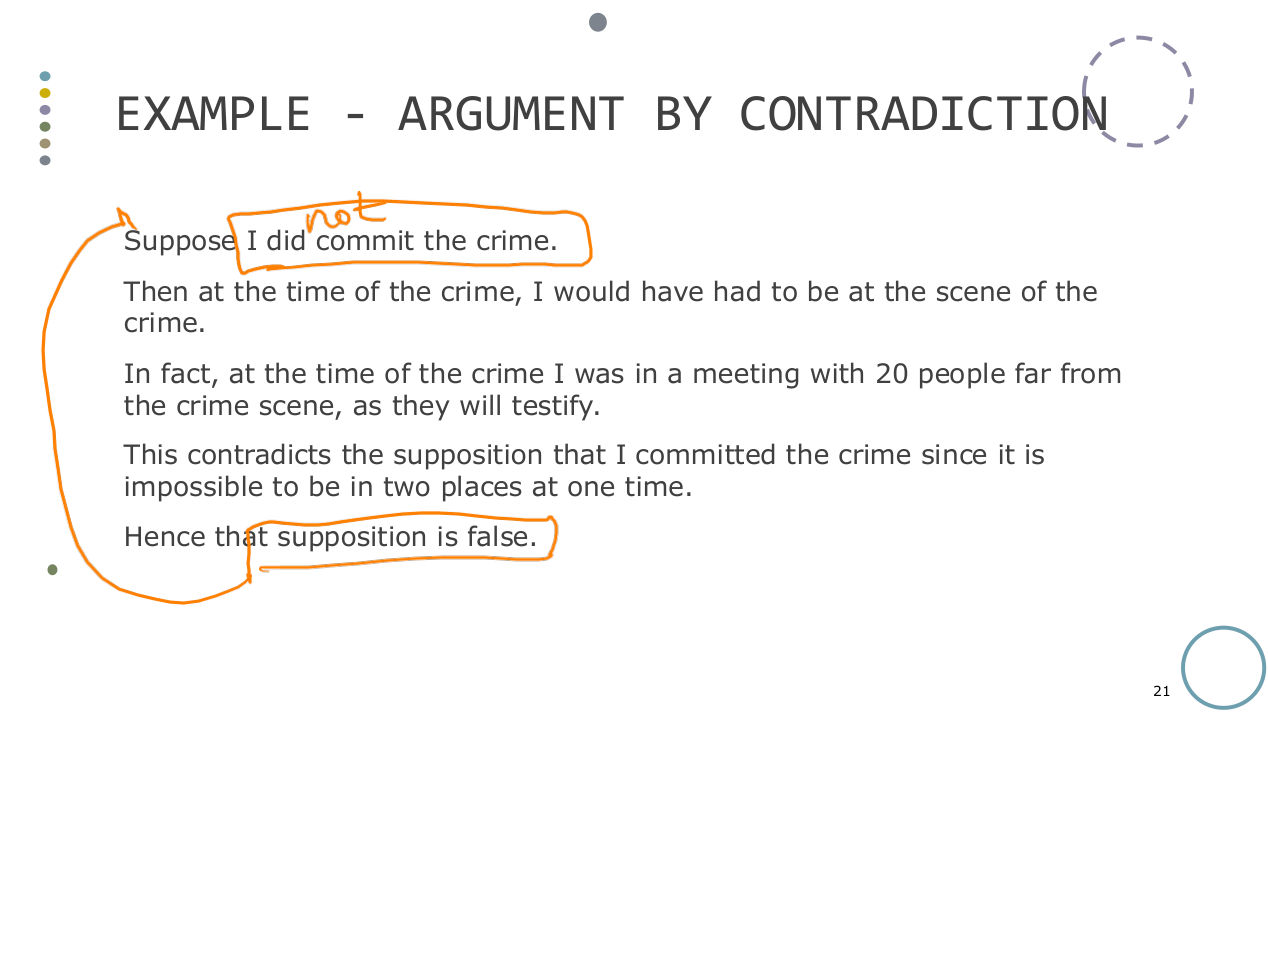 EXAMPLE - ARGUMENT BY CONTRADICTION
not
Suppose I did commit the crime.
Then at the time of the crime, I would have had to be at the scene of the
crime.
In fact, at the time of the crime I was in a meeting with 20 people far from
the crime scene, as they will testify.
This contradicts the supposition that I committed the crime since it is
impossible to be in two places at one time.
Hence that supposition is false.
21